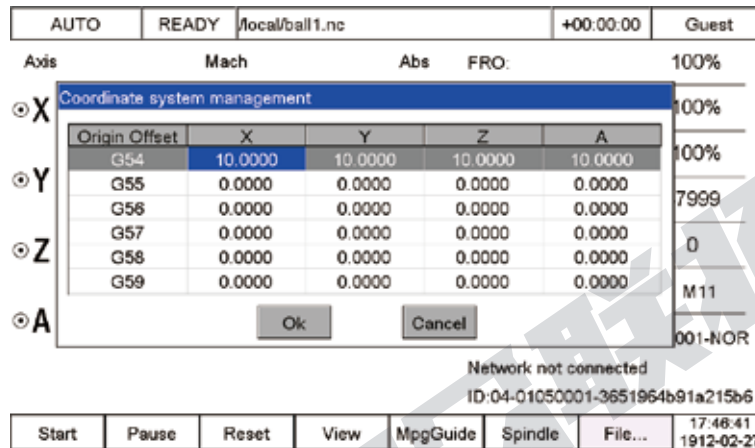 AUTO READY /local/ball1.nc +00:00:00 Guest
Axis Mach Abs FRO: 100%
Coordinate system management
X 100%
Origin Offset X Y Z A
G54 10.0000 10.0000 10.0000 10.0000 100%
Y G55 0.0000 0.0000 0.0000 0.0000
G56 0.0000 0.0000 0.0000 0.0000 7999
G57 0.0000 0.0000 0.0000 0.0000
Z G58 0.0000 0.0000 0.0000 0.0000 0
G59 0.0000 0.0000 0.0000 0.0000
M11
A Ok Cancel
001-NOR
Network not connected
ID:04-01050001-3651964b91a215b6
Start Pause Reset View MpgGuide Spindle File... 17:46:41
1912-02-2